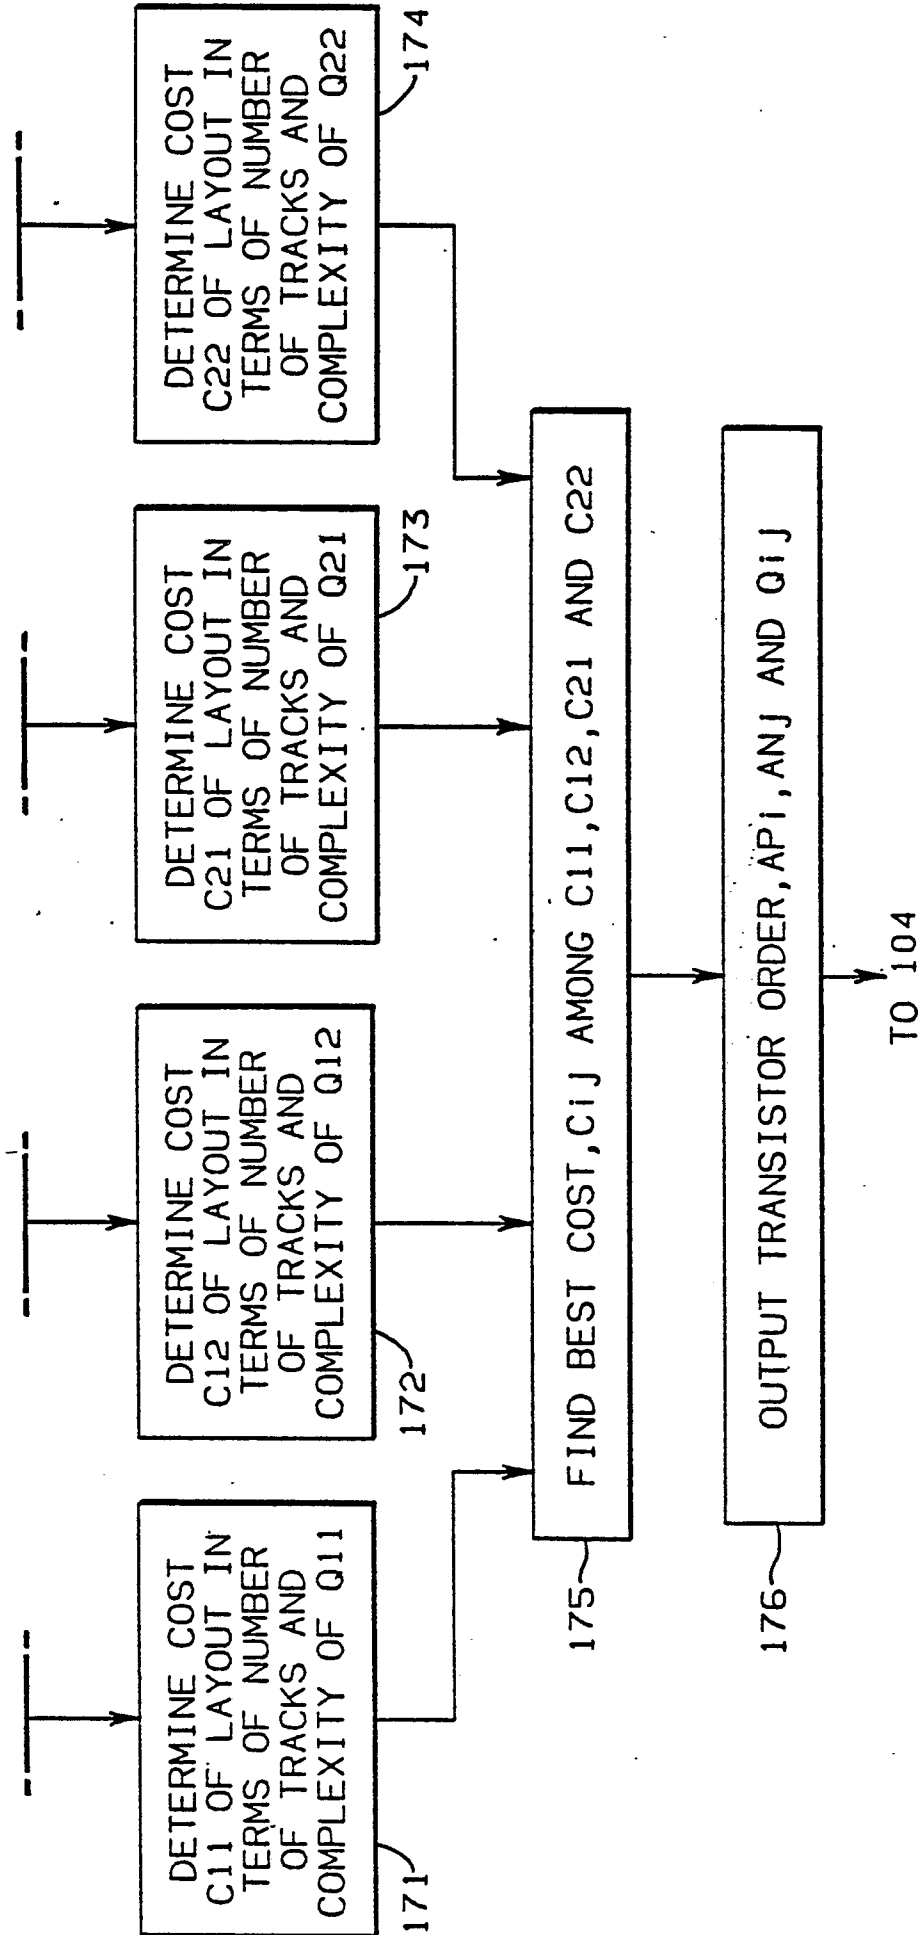 DETERMINE COST
C11 OF LAYOUT IN
TERMS OF NUMBER
OF TRACKS AND
COMPLEXITY OF Q11
171
DETERMINE COST
C12 OF LAYOUT IN
TERMS OF NUMBER
OF TRACKS AND
COMPLEXITY OF Q12
172
DETERMINE COST
C21 OF LAYOUT IN
TERMS OF NUMBER
OF TRACKS AND
COMPLEXITY OF Q21
173
DETERMINE COST
C22 OF LAYOUT IN
TERMS OF NUMBER
OF TRACKS AND
COMPLEXITY OF Q22
174
175
FIND BEST COST,Cij AMONG C11,C12,C21 AND C22
176
OUTPUT TRANSISTOR ORDER,APi,ANj AND Qij
TO 104